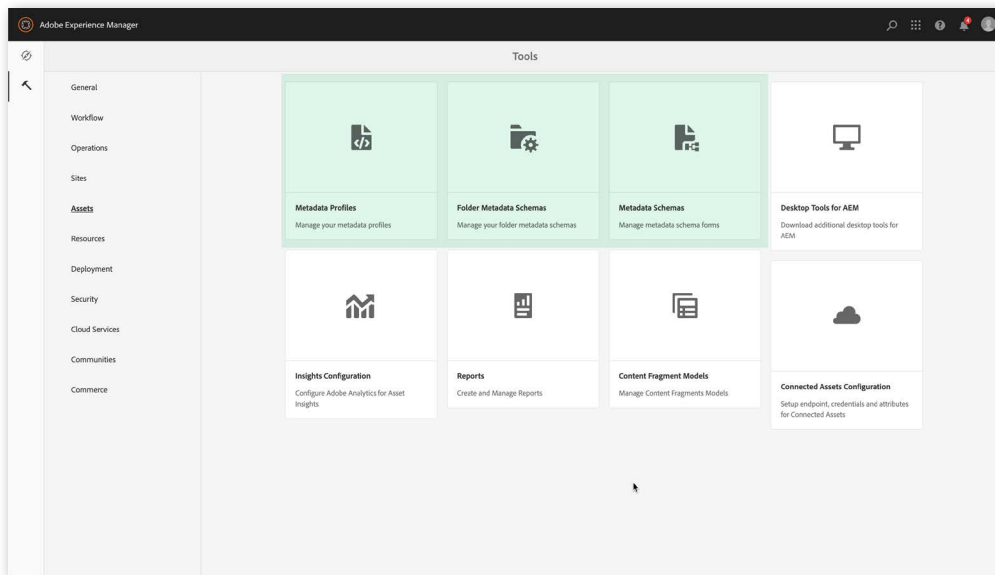 Adobe Experience Manager
4
Tools
General
Workflow
Operations
Sites
Assets
Resources
Deployment
Security
Cloud Services
Communities
Commerce
Metadata Profiles
Manage your metadata profiles
Folder Metadata Schemas
Manage your folder metadata schemas
Metadata Schemas
Manage metadata schema forms
Desktop Tools for AEM
Download additional desktop tools for
AEM
Insights Configuration
Configure Adobe Analytics for Asset
Insights
Reports
Create and Manage Reports
Content Fragment Models
Manage Content Fragments Models
Connected Assets Configuration
Setup endpoint, credentials and attributes
for Connected Assets